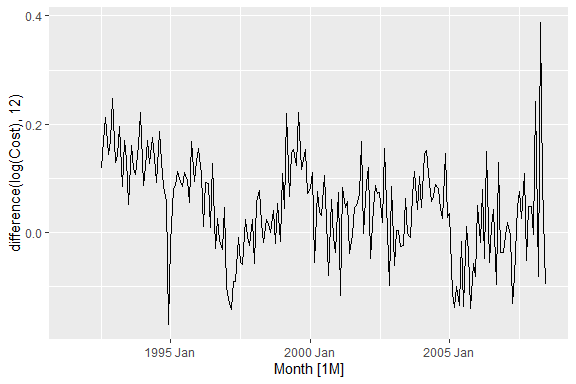 0.4
0.2
0.0
difference(log(Cost), 12)
1995 Jan
2000 Jan
2005 Jan
Month [1M]